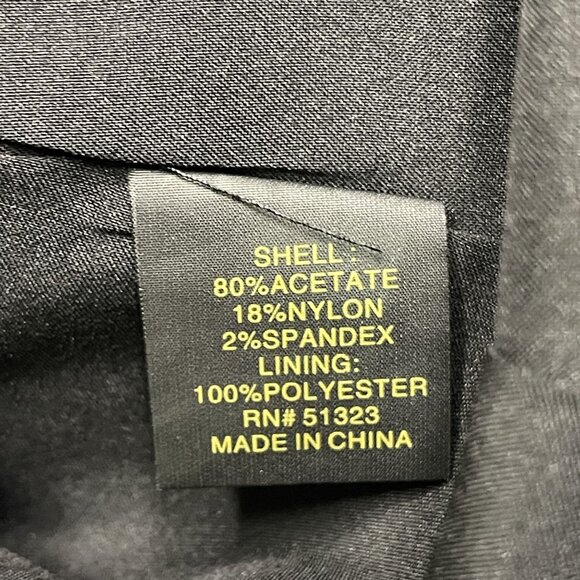 SHELL :
80%ACETATE
18%NYLON
2%SPANDEX
LINING:
100%POLYESTER
RN# 51323
MADE IN CHINA